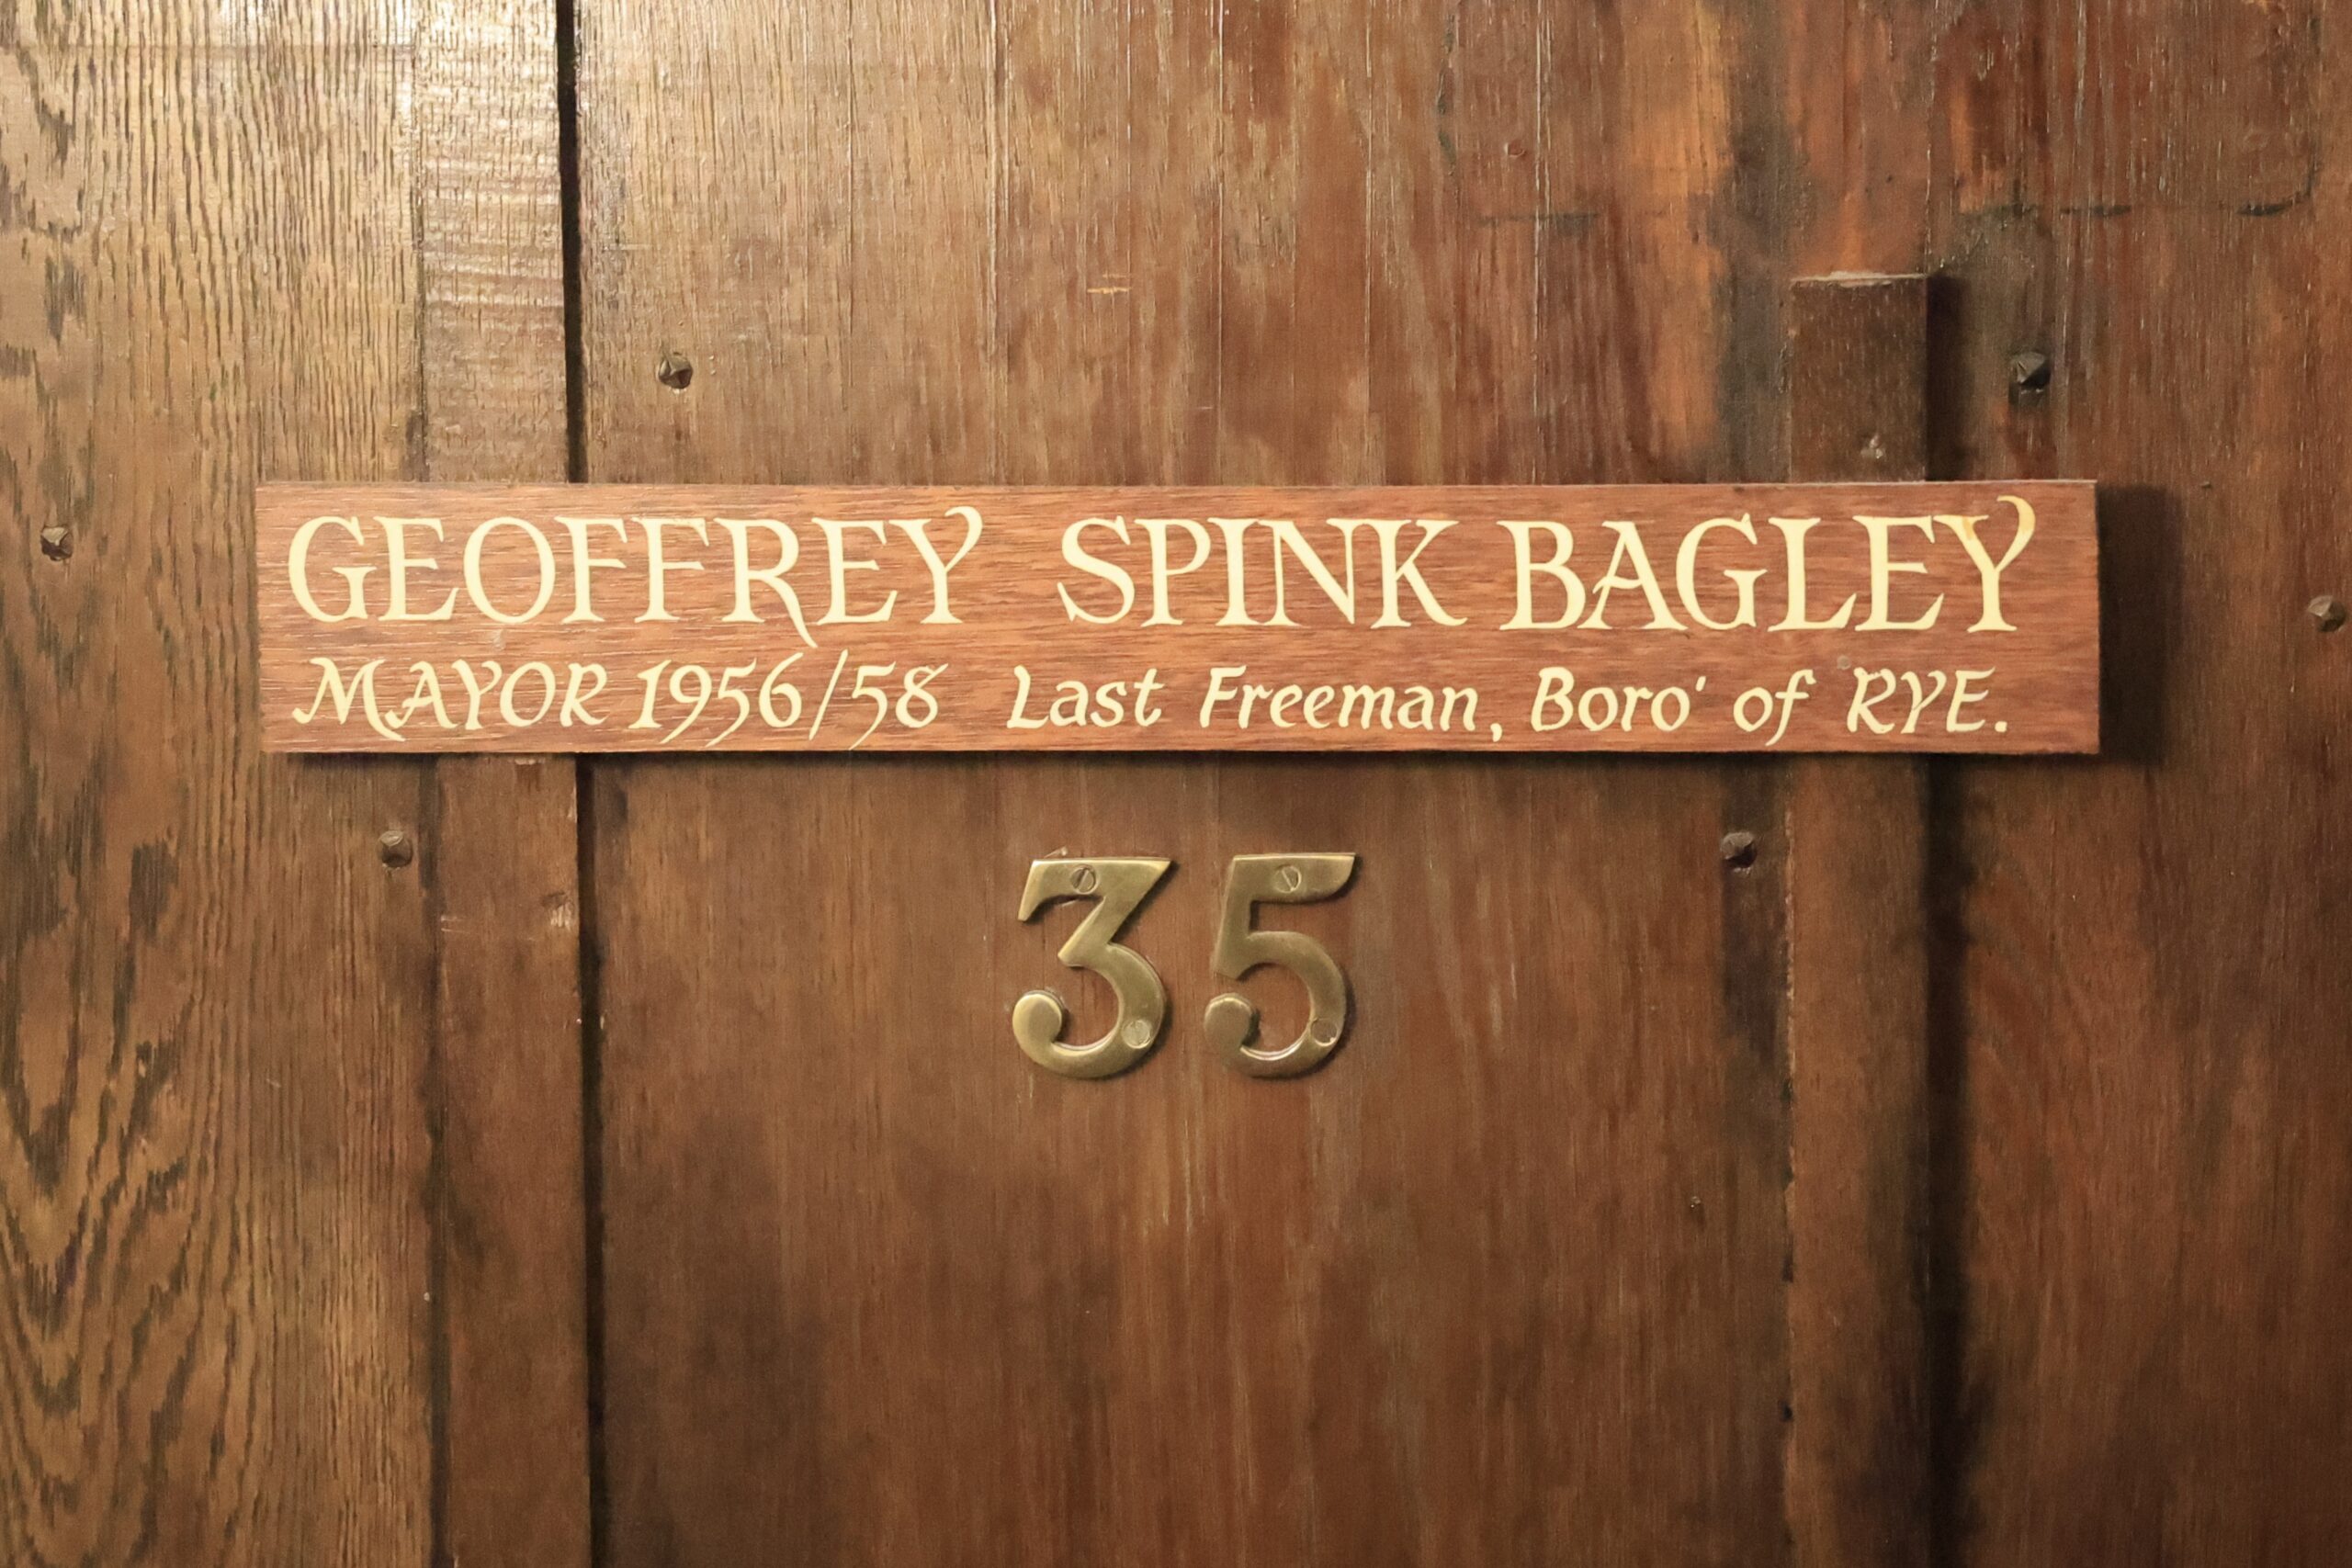 GEOFFREY SPINK BAGLEY
MAYOR 1956/58 Last Freeman, Boro' of RYE.
35